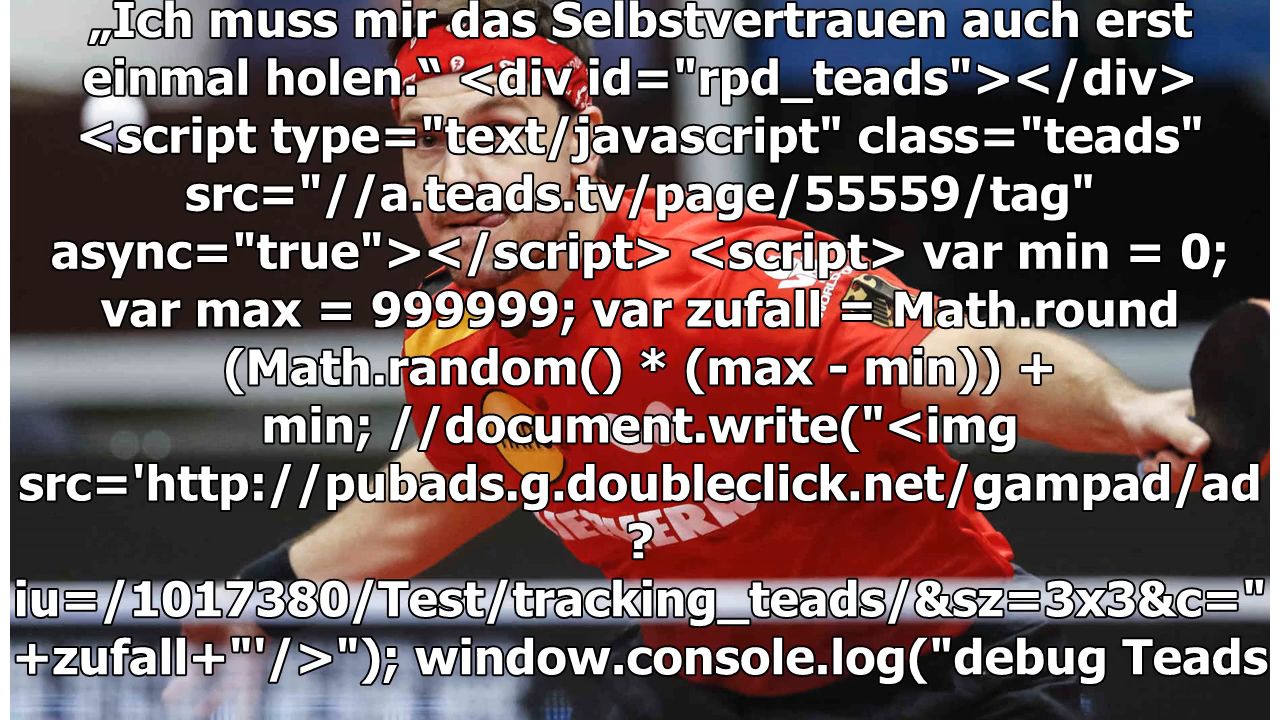 „Ich muss mir das Selbstvertrauen auch erst
einmal holen.“ <div id="rpd_teads"></div>
<script type="text/javascript" class="teads"
src="//a.teads.tv/page/55559/tag"
async="true"></script> <script> var min = 0;
var max = 999999; var zufall = Math.round
(Math.random() * (max - min)) +
min; //document.write("<img
src='http://pubads.g.doubleclick.net/gampad/ad
?
iu=/1017380/Test/tracking_teads/&sz=3x3&c="
+zufall+"'/>"); window.console.log("debug Teads